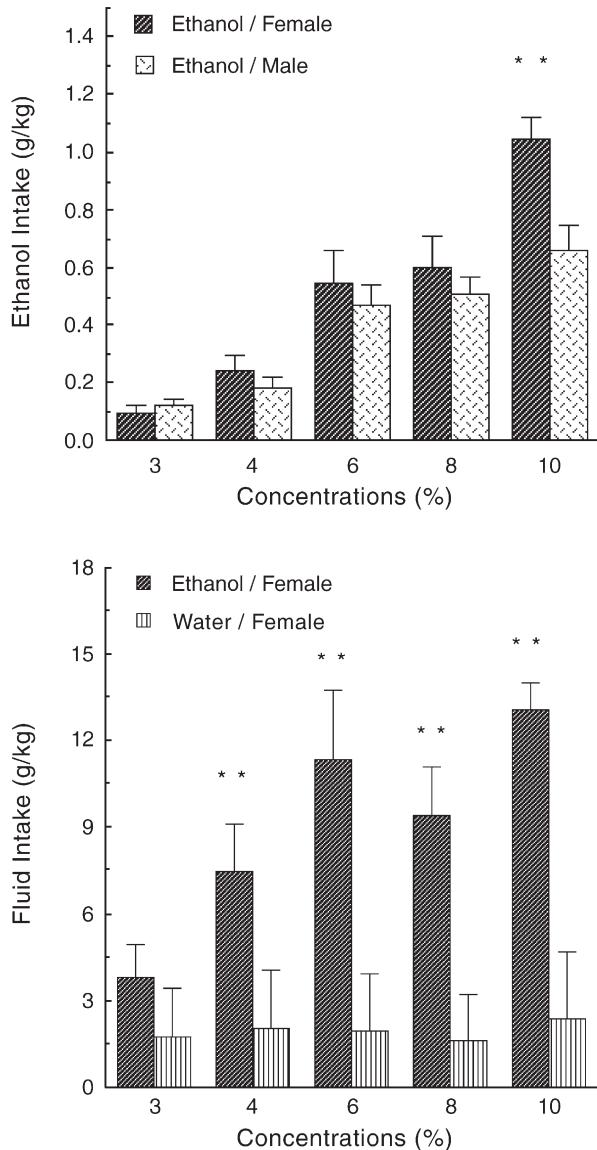 Ethanol / Female
Ethanol / Male
* *
1.4
1.2
1.0
0.8
0.6
0.4
0.2
0.0
Ethanol Intake (g/kg)
3 4 6 8 10
Concentrations (%)
Ethanol / Female
Water / Female
* *
* *
* *
* *
18
15
12
9
6
3
0
Fluid Intake (g/kg)
3 4 6 8 10
Concentrations (%)